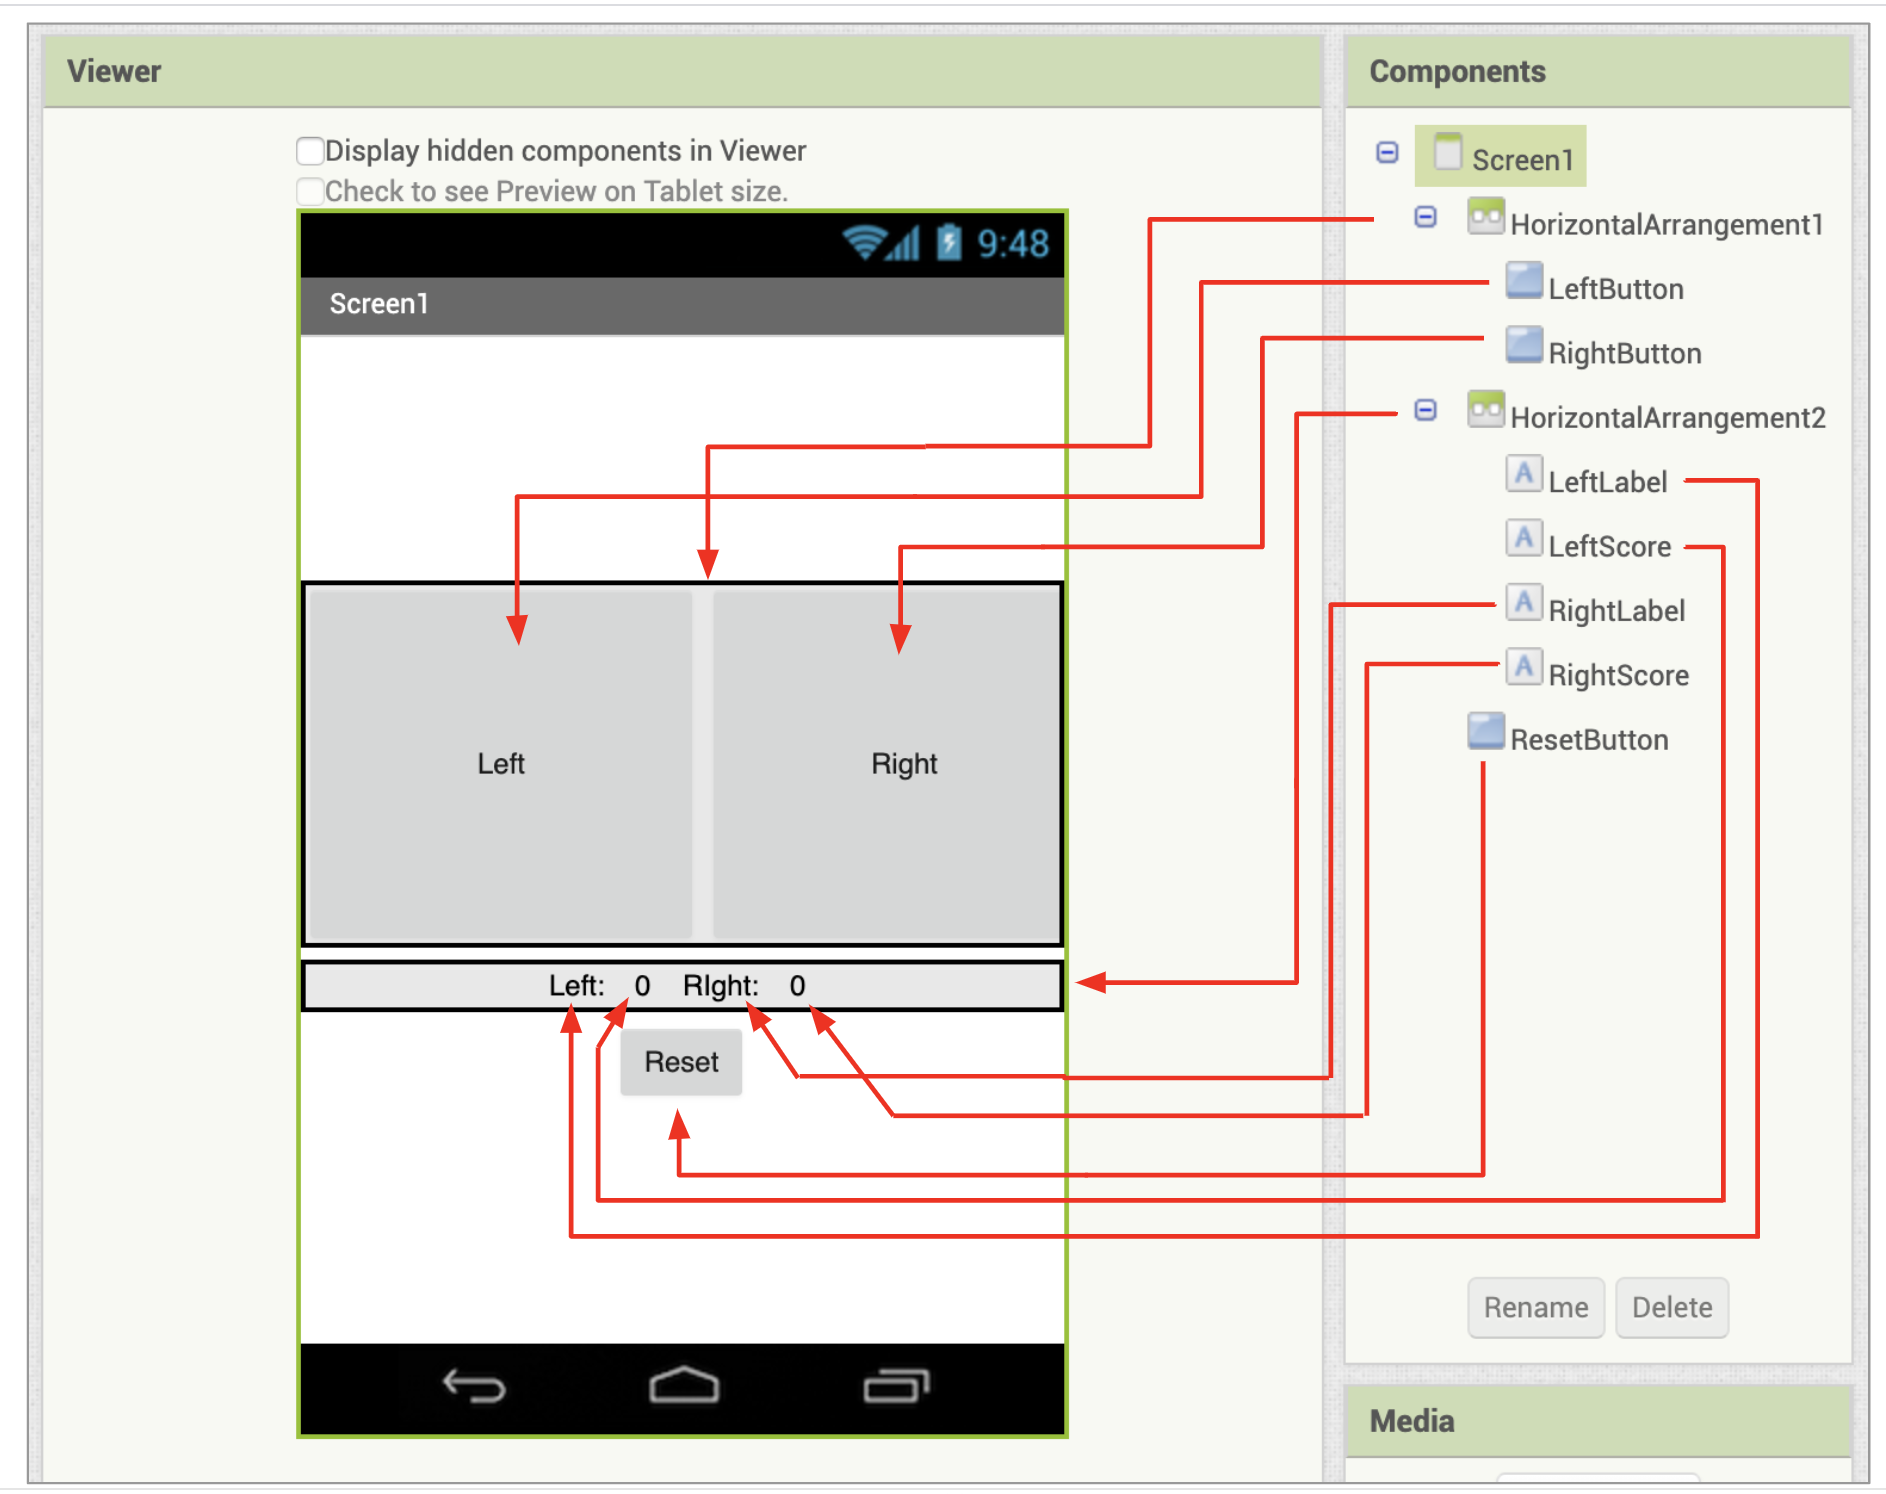 Viewer
Display hidden components in Viewer
Check to see Preview on Tablet size.
9:48
Screen1
Left
Right
Left: 0 RIght: 0
Reset
Components
Screen1
HorizontalArrangement1
LeftButton
RightButton
HorizontalArrangement2
A LeftLabel
A LeftScore
A RightLabel
A RightScore
ResetButton
Rename Delete
Media